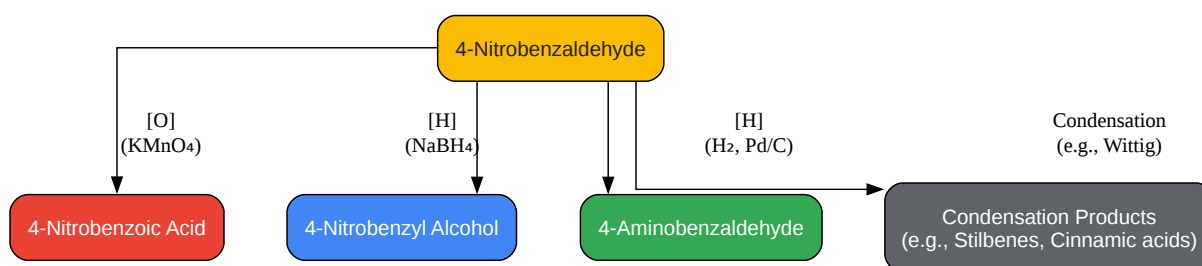 4-Nitrobenzaldehyde
[O]
(KMnO₄)
[H]
(NaBH₄)
[H]
(H₂, Pd/C)
Condensation
(e.g., Wittig)
4-Nitrobenzoic Acid
4-Nitrobenzyl Alcohol
4-Aminobenzaldehyde
Condensation Products
(e.g., Stilbenes, Cinnamic acids)